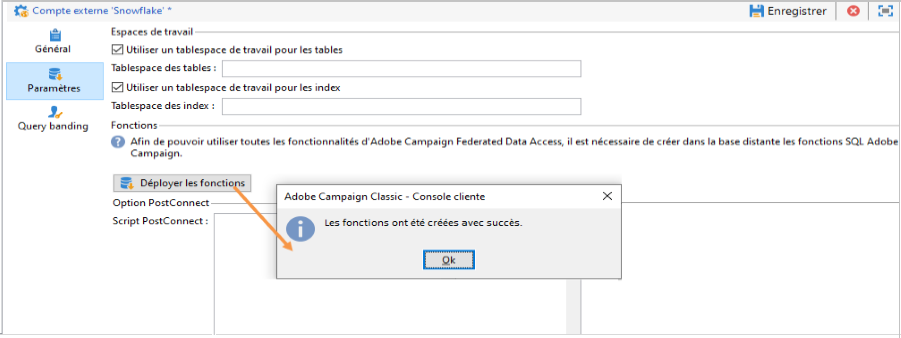 Compte externe 'Snowflake' *
Enregistrer
Général
Paramètres
Query banding
Espaces de travail
Utiliser un tablespace de travail pour les tables
Tablespace des tables :
Utiliser un tablespace de travail pour les index
Tablespace des index :
Fonctions
Afin de pouvoir utiliser toutes les fonctionnalités d'Adobe Campaign Federated Data Access, il est nécessaire de créer dans la base distante les fonctions SQL Adobe
Campaign.
Déployer les fonctions
Option PostConnect
Script PostConnect :
Adobe Campaign Classic - Console cliente
Les fonctions ont été créées avec succès.
Ok